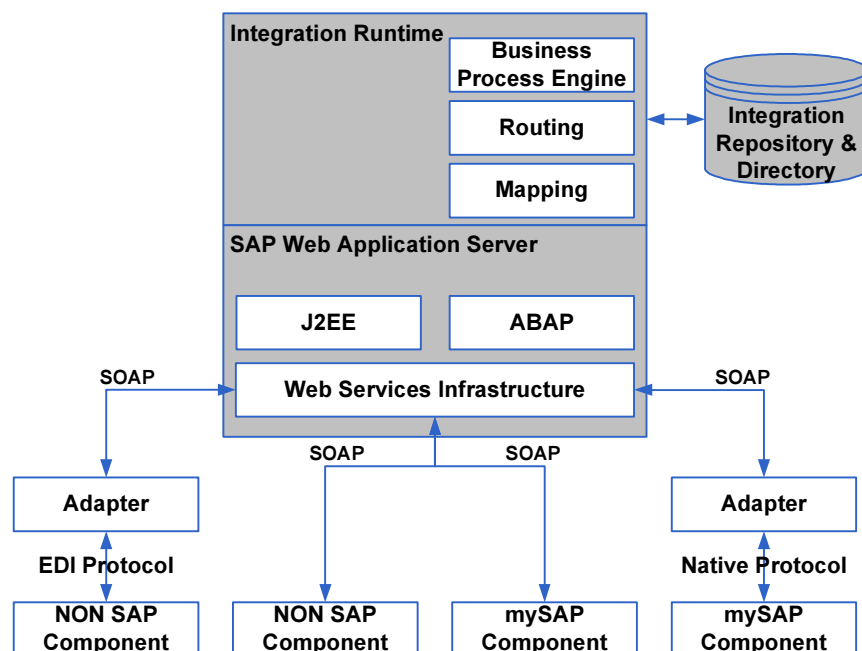 Integration Runtime
Business
Process Engine
Routing
Mapping
Integration
Repository &
Directory
SAP Web Application Server
J2EE
ABAP
Web Services Infrastructure
SOAP
SOAP
SOAP
SOAP
Adapter
Adapter
EDI Protocol
Native Protocol
NON SAP
Component
NON SAP
Component
mySAP
Component
mySAP
Component